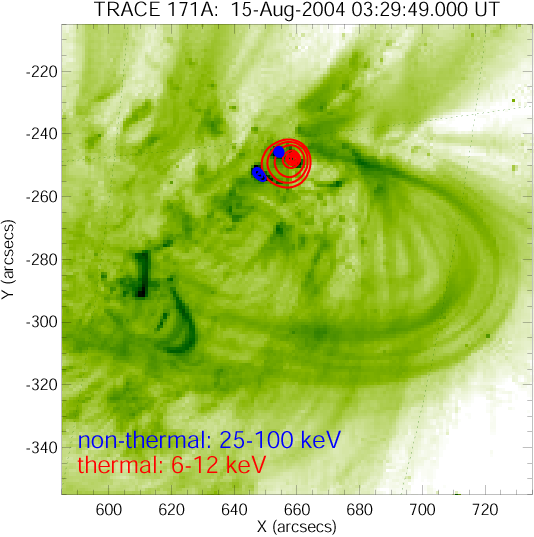 TRACE 171A:  15-Aug-2004 03:29:49.000 UT
-220
-240
-260
-280
-300
-320
-340
Y (arcsecs)
non-thermal: 25-100 keV
thermal: 6-12 keV
600 620 640 660 680 700 720
X (arcsecs)